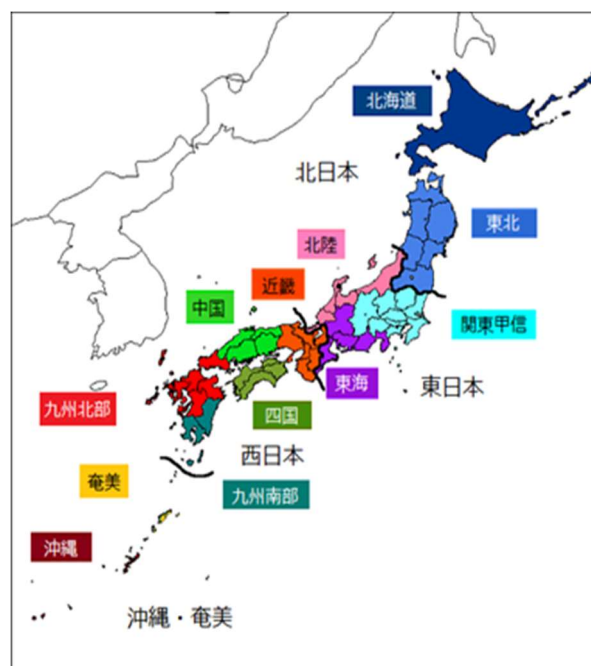 北海道
北日本
東北
北陸
近畿
中国
関東甲信
東海
東日本
九州北部
四国
西日本
奄美
九州南部
沖縄
沖縄・奄美